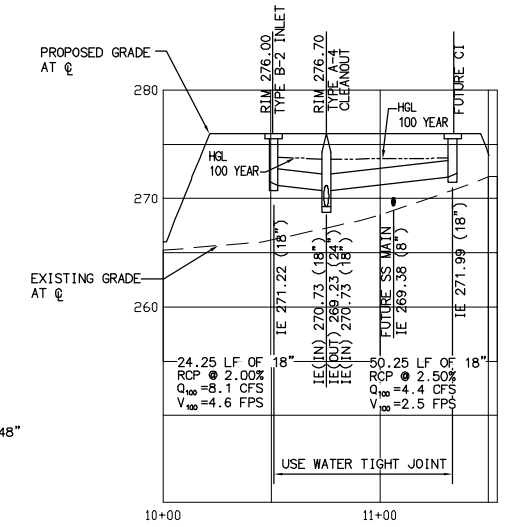 PROPOSED GRADE
AT ℄
RIM 276.00
TYPE B-2 INLET
RIM 276.70
TYPE A-4
CLEANOUT
FUTURE CI
280
HGL
100 YEAR
HGL
100 YEAR
270
EXISTING GRADE
AT ℄
260
IE 271.22 (18")
IE(IN) 270.73 (18")
IE(OUT) 269.23 (24")
IE(IN) 270.73 (18")
FUTURE SS MAIN
IE 269.38 (8")
IE 271.99 (18")
24.25 LF OF 18"
RCP @ 2.00%
Q100=8.1 CFS
V100=4.6 FPS
50.25 LF OF 18"
RCP @ 2.50%
Q100=4.4 CFS
V100=2.5 FPS
48"
USE WATER TIGHT JOINT
10+00
11+00